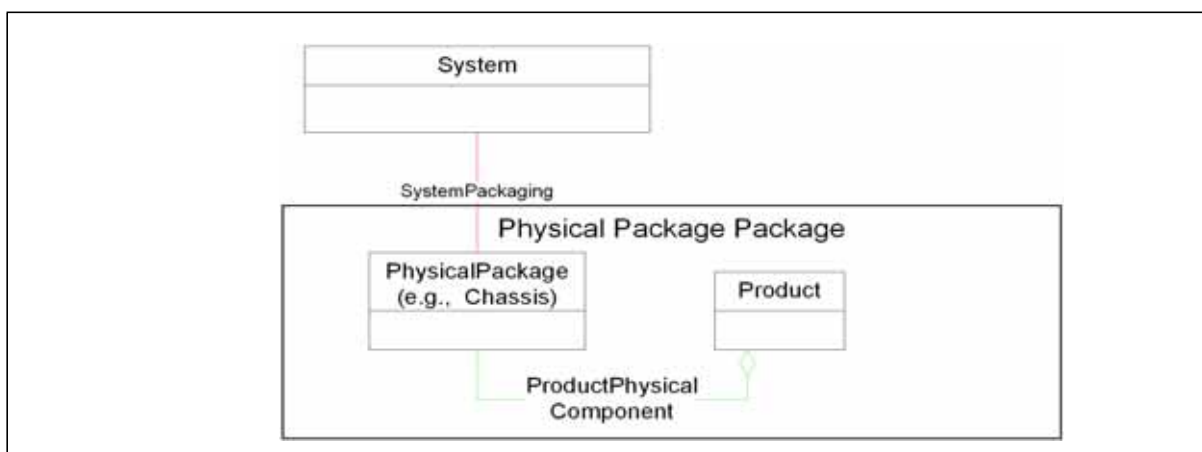 System
SystemPackaging
Physical Package Package
PhysicalPackage
(e.g., Chassis)
Product
ProductPhysical
Component